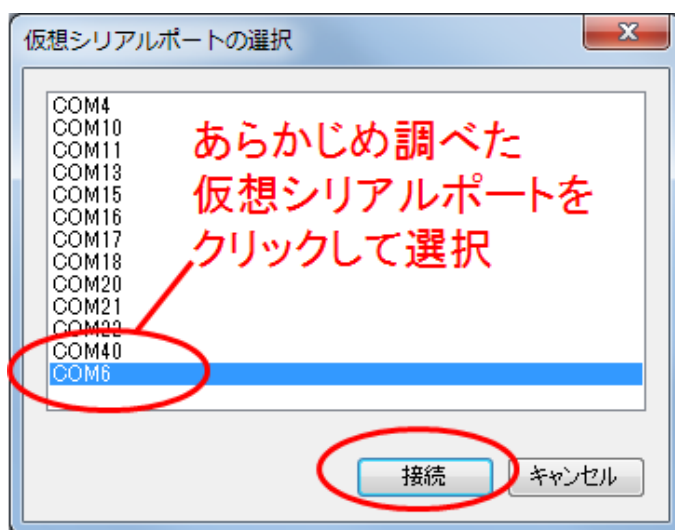 仮想シリアルポートの選択
COM4
COM10
COM11
COM13
COM15
COM16
COM17
COM18
COM20
COM21
COM22
COM40
COM6
あらかじめ調べた
仮想シリアルポートを
クリックして選択
接続
キャンセル